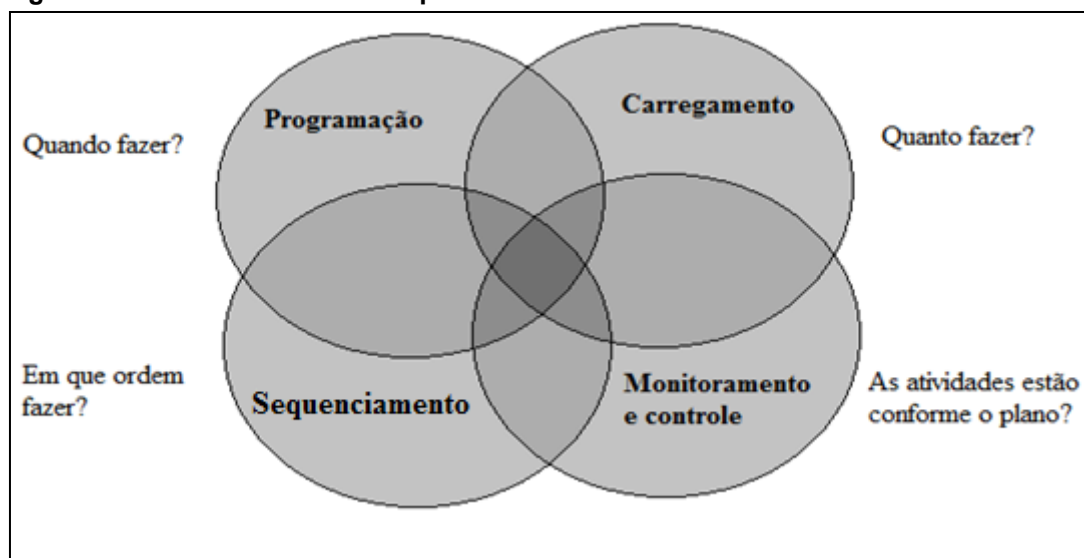 Programação
Carregamento
Quando fazer?
Quanto fazer?
Em que ordem
fazer?
Sequenciamento
Monitoramento
e controle
As atividades estão
conforme o plano?